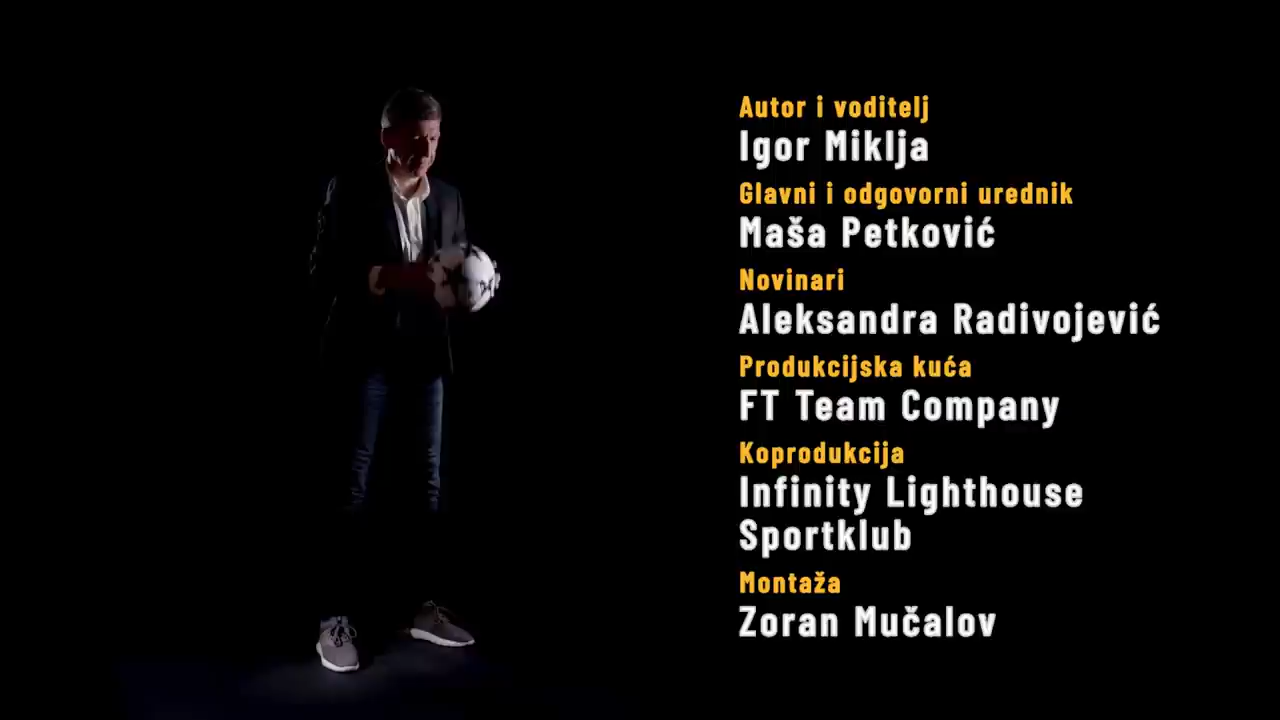 Autor i voditelj
Igor Miklja
Glavni i odgovorni urednik
Maša Petković
Novinari
Aleksandra Radivojević
Produkcijska kuća
FT Team Company
Koprodukcija
Infinity Lighthouse
Sportklub
Montaža
Zoran Mučalov